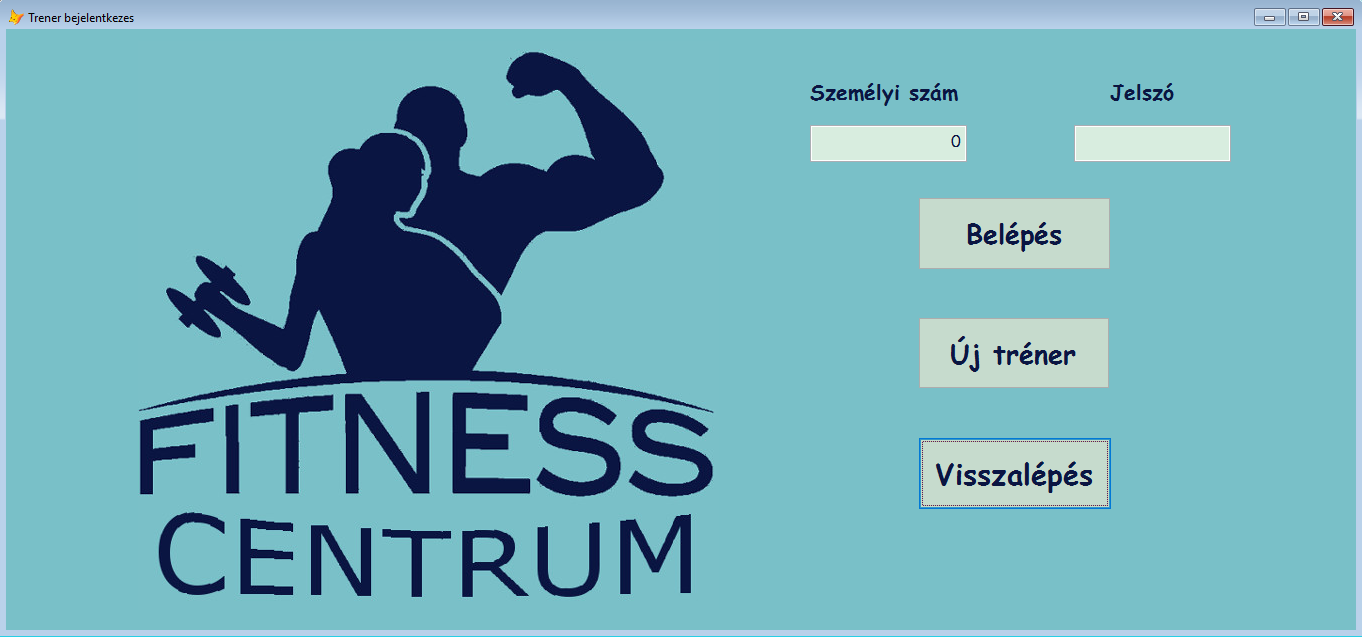 Trener bejelentkezes
Személyi szám
Jelszó
0
Belépés
Új tréner
Visszalépés
FITNESS
CENTRUM